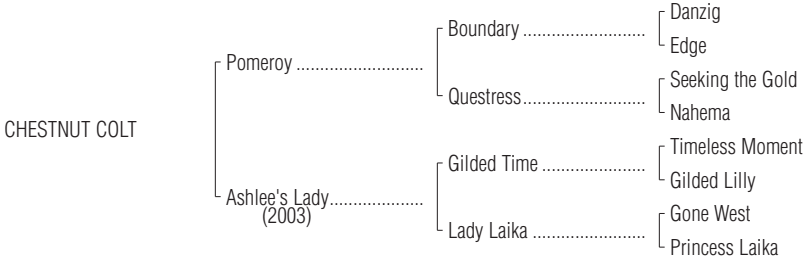 Danzig
Boundary ..........................
Edge
Pomeroy ...........................
Seeking the Gold
Questress..........................
Nahema
CHESTNUT COLT
Timeless Moment
Gilded Time ......................
Gilded Lilly
Ashlee's Lady....................
(2003)
Gone West
Lady Laika ........................
Princess Laika